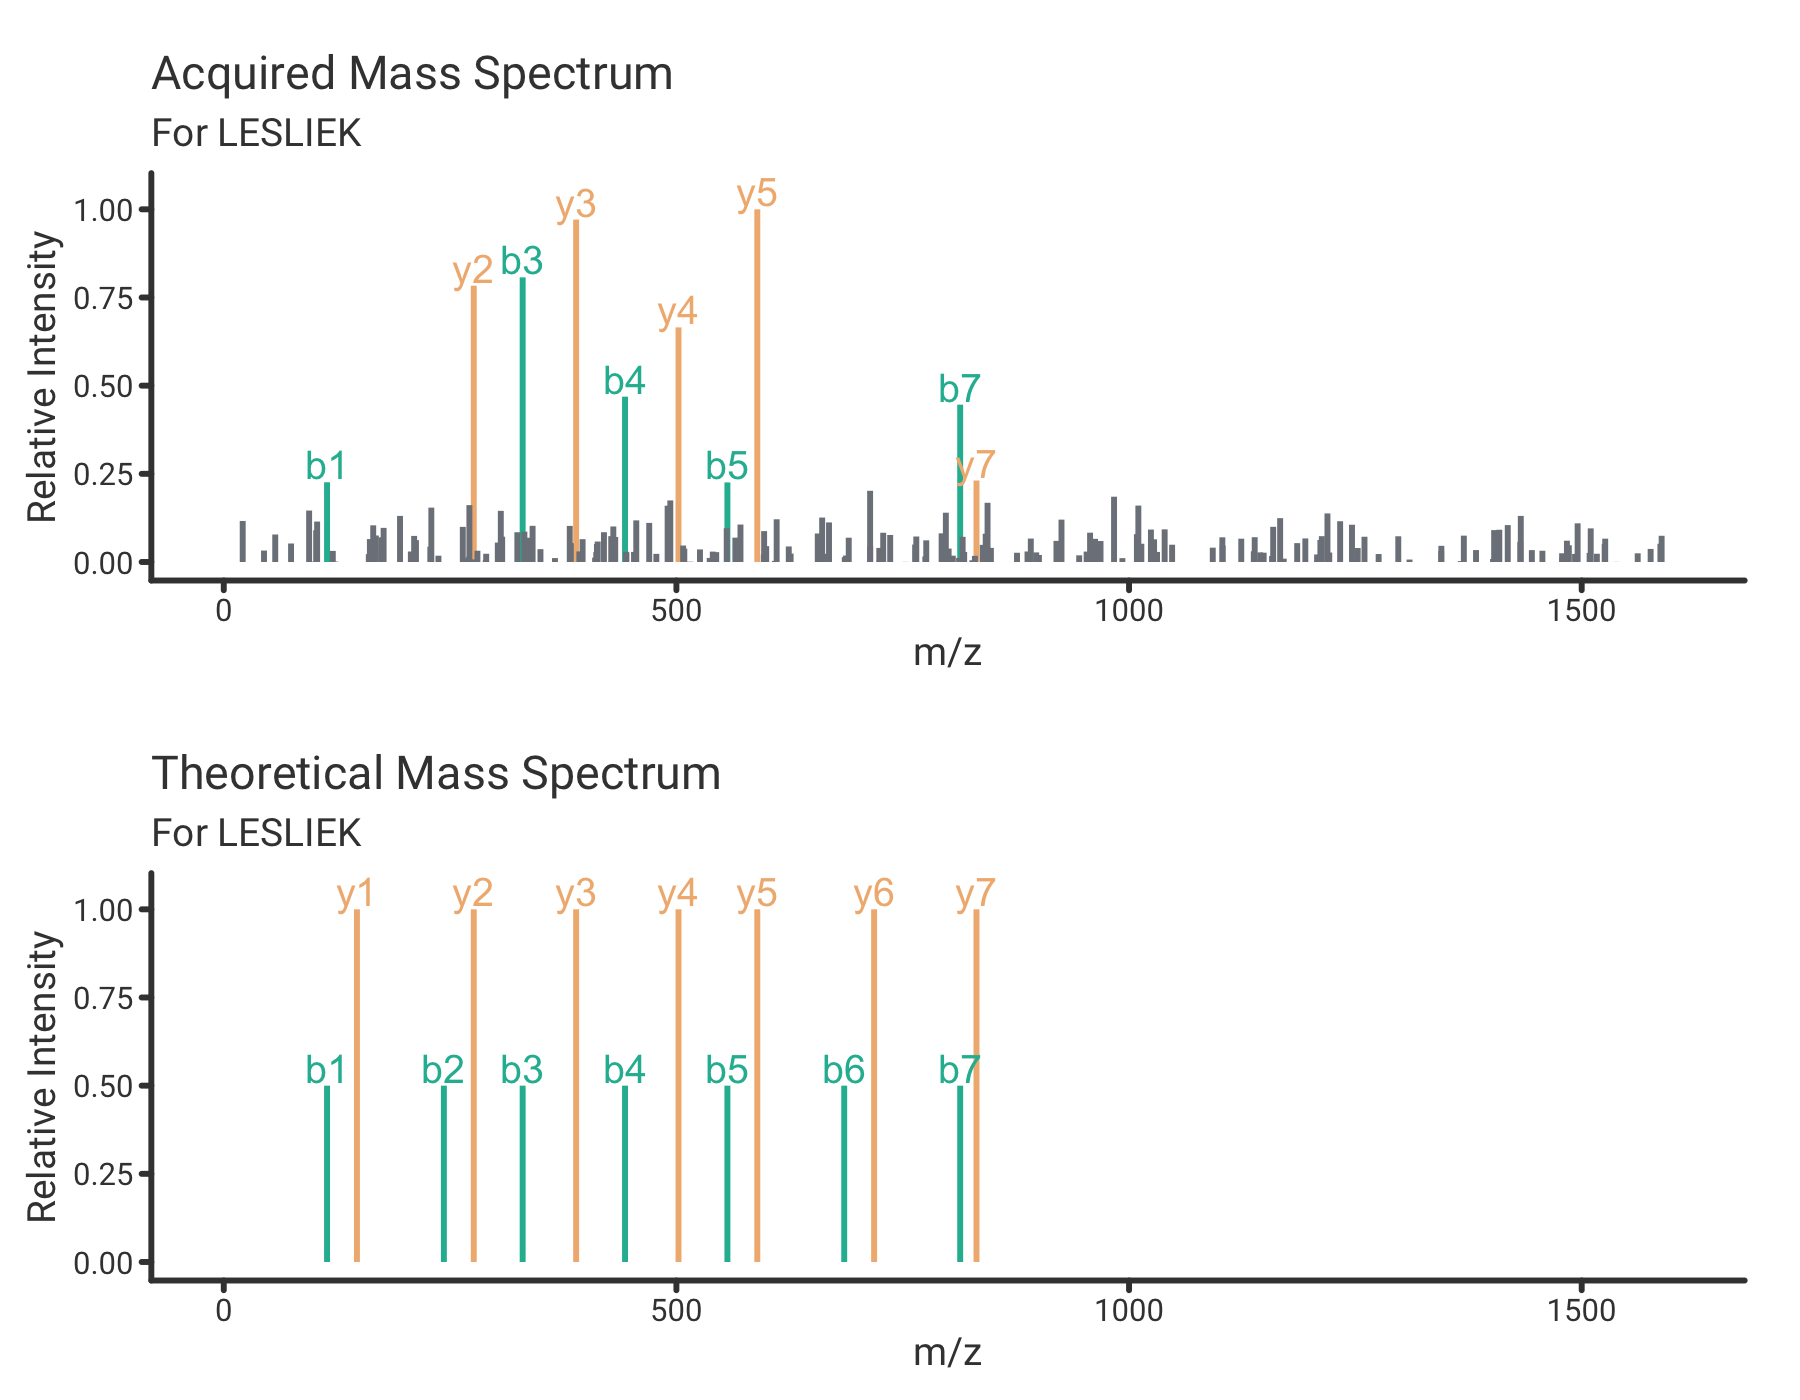 Acquired Mass Spectrum
For LESLIEK
Relative Intensity
1.00
0.75
0.50
0.25
0.00
b1
y2
b3
y3
b4
y4
b5
y5
b7
y7
0
500
1000
1500
m/z
Theoretical Mass Spectrum
For LESLIEK
Relative Intensity
1.00
0.75
0.50
0.25
0.00
y1
y2
y3
y4
y5
y6
y7
b1
b2
b3
b4
b5
b6
b7
0
500
1000
1500
m/z